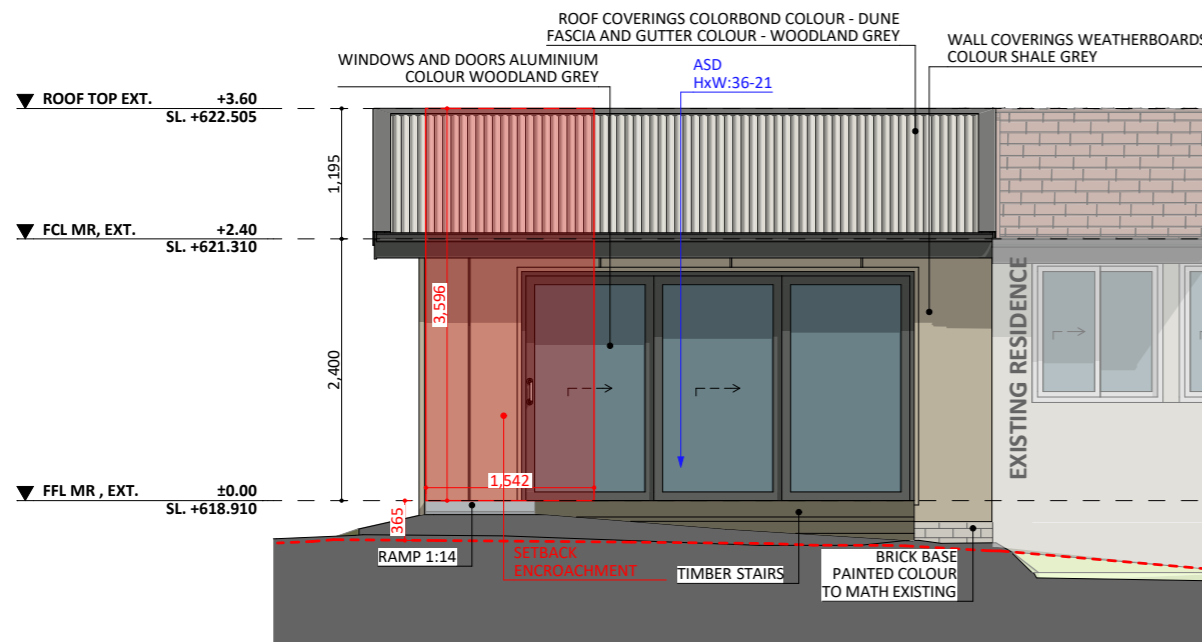 ROOF COVERINGS COLORBOND COLOUR - DUNE
FASCIA AND GUTTER COLOUR - WOODLAND GREY
WALL COVERINGS WEATHERBOARDS
COLOUR SHALE GREY
WINDOWS AND DOORS ALUMINIUM
COLOUR WOODLAND GREY
ASD
HxW:36-21
ROOF TOP EXT. +3.60
SL. +622.505
1,195
FCL MR, EXT. +2.40
SL. +621.310
3,596
2,400
EXISTING RESIDENCE
1,542
FFL MR , EXT. ±0.00
SL. +618.910
365
RAMP 1:14
SETBACK
ENCROACHMENT
TIMBER STAIRS
BRICK BASE
PAINTED COLOUR
TO MATH EXISTING